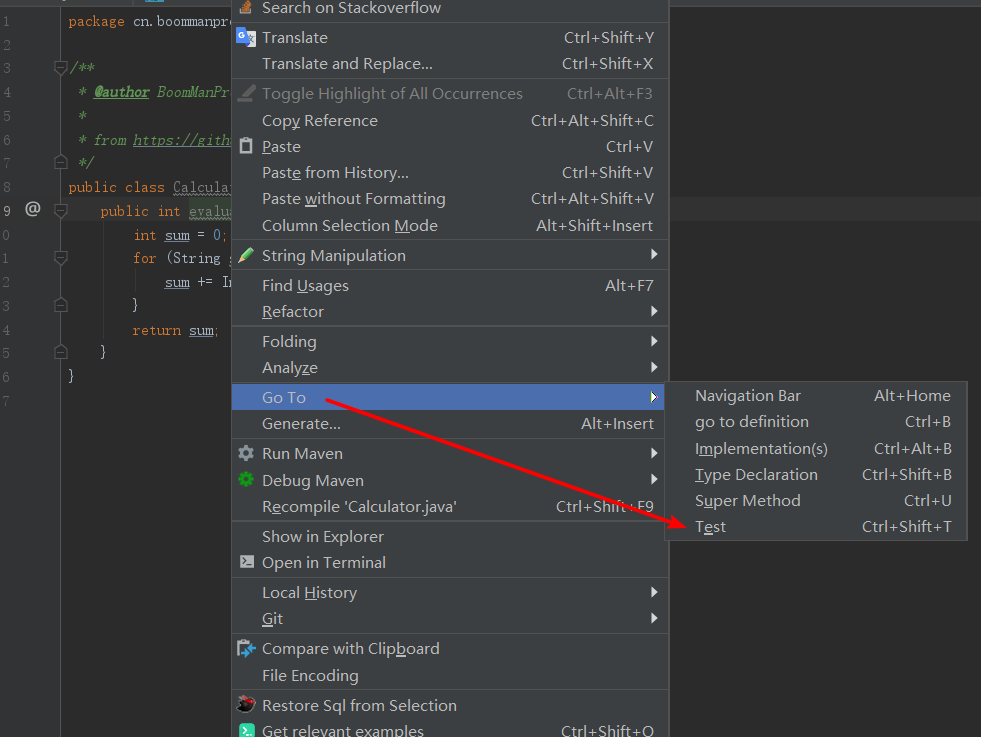 Search on Stackoverflow
Translate Ctrl+Shift+Y
Translate and Replace... Ctrl+Shift+X
Toggle Highlight of All Occurrences Ctrl+Alt+F3
Copy Reference Ctrl+Alt+Shift+C
Paste Ctrl+V
Paste from History... Ctrl+Shift+V
Paste without Formatting Ctrl+Alt+Shift+V
Column Selection Mode Alt+Shift+Insert
String Manipulation
Find Usages Alt+F7
Refactor
Folding
Analyze
Go To
Generate... Alt+Insert
Run Maven
Debug Maven
Recompile 'Calculator.java' Ctrl+Shift+F9
Show in Explorer
Open in Terminal
Local History
Git
Compare with Clipboard
File Encoding
Restore Sql from Selection
Get relevant examples Ctrl+Shift+O
Navigation Bar Alt+Home
go to definition Ctrl+B
Implementation(s) Ctrl+Alt+B
Type Declaration Ctrl+Shift+B
Super Method Ctrl+U
Test Ctrl+Shift+T
1 package cn.boommanpr
2
3 /**
4 * @author BoomManPr
5 *
6 * from https://gith
7 */
8 public class Calcula
9 @ public int evalua
0 int sum = 0;
1 for (String
2 sum += In
3 }
4 return sum;
5 }
6 }
7